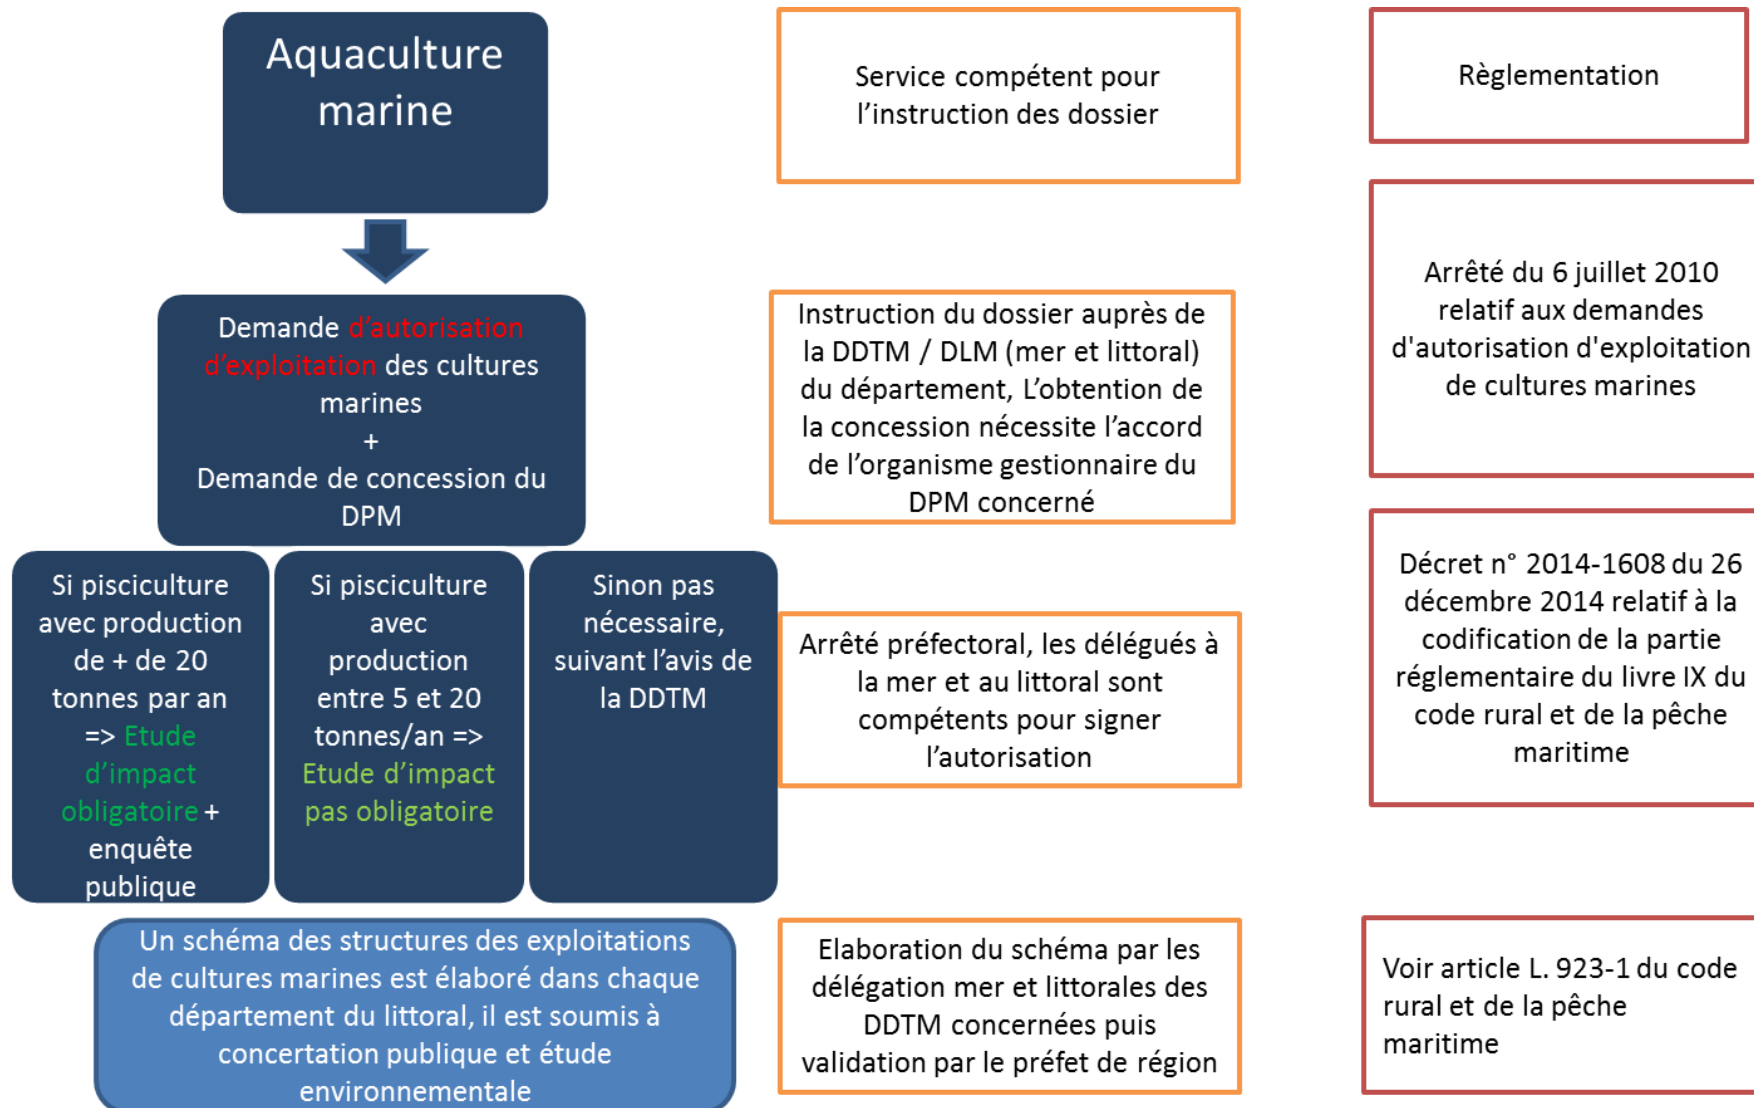 Aquaculture
marine
Service compétent pour
l’instruction des dossier
Règlementation
Demande d’autorisation
d’exploitation des cultures
marines
+
Demande de concession du
DPM
Instruction du dossier auprès de
la DDTM / DLM (mer et littoral)
du département, L’obtention de
la concession nécessite l’accord
de l’organisme gestionnaire du
DPM concerné
Arrêté du 6 juillet 2010
relatif aux demandes
d'autorisation d'exploitation
de cultures marines
Si pisciculture
avec production
de + de 20
tonnes par an
=> Etude
d’impact
obligatoire +
enquête
publique
Si pisciculture
avec
production
entre 5 et 20
tonnes/an =>
Etude d’impact
pas obligatoire
Sinon pas
nécessaire,
suivant l’avis de
la DDTM
Arrêté préfectoral, les délégués à
la mer et au littoral sont
compétents pour signer
l’autorisation
Décret n° 2014-1608 du 26
décembre 2014 relatif à la
codification de la partie
réglementaire du livre IX du
code rural et de la pêche
maritime
Un schéma des structures des exploitations
de cultures marines est élaboré dans chaque
département du littoral, il est soumis à
concertation publique et étude
environnementale
Elaboration du schéma par les
délégation mer et littorales des
DDTM concernées puis
validation par le préfet de région
Voir article L. 923-1 du code
rural et de la pêche
maritime